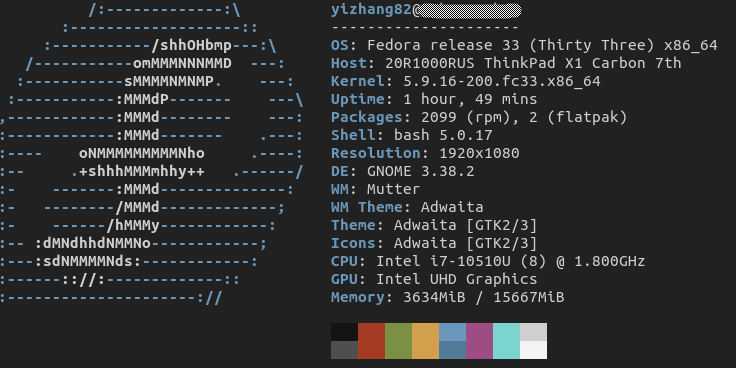 /:-------------:\
:-------------------::
:-----------/shhOHbmp---:\
/-----------omMMMNNNMMD  ---:
:-----------sMMMMNMNMP.    ---:
:-----------:MMMdP-------    ---\
,------------:MMMd--------    ---:
:------------:MMMd-------    .---:
:----    oNMMMMMMMMMNho     .----:
:--     .+shhhMMMmhhy++   .------/
:-    -------:MMMd--------------:
:-   --------/MMMd-------------;
:-    ------/hMMMy------------:
:-- :dMNdhhdNMMNo------------;
:---:sdNMMMMNds:------------:
:------:://:-------------::
:---------------------://
yizhang82@
---------------------
OS: Fedora release 33 (Thirty Three) x86_64
Host: 20R1000RUS ThinkPad X1 Carbon 7th
Kernel: 5.9.16-200.fc33.x86_64
Uptime: 1 hour, 49 mins
Packages: 2099 (rpm), 2 (flatpak)
Shell: bash 5.0.17
Resolution: 1920x1080
DE: GNOME 3.38.2
WM: Mutter
WM Theme: Adwaita
Theme: Adwaita [GTK2/3]
Icons: Adwaita [GTK2/3]
CPU: Intel i7-10510U (8) @ 1.800GHz
GPU: Intel UHD Graphics
Memory: 3634MiB / 15667MiB